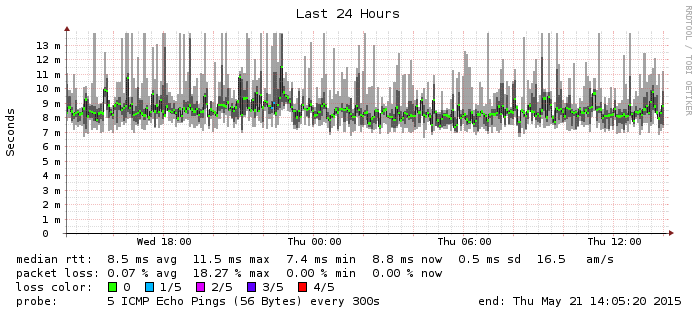 Last 24 Hours
RRDTOOL / TOBI OETIKER
Seconds
13 m
12 m
11 m
10 m
9 m
8 m
7 m
6 m
5 m
4 m
3 m
2 m
1 m
0
Wed 18:00 Thu 00:00 Thu 06:00 Thu 12:00
median rtt: 8.5 ms avg 11.5 ms max 7.4 ms min 8.8 ms now 0.5 ms sd 16.5 am/s
packet loss: 0.07 % avg 18.27 % max 0.00 % min 0.00 % now
loss color: 0 1/5 2/5 3/5 4/5
probe: 5 ICMP Echo Pings (56 Bytes) every 300s end: Thu May 21 14:05:20 2015